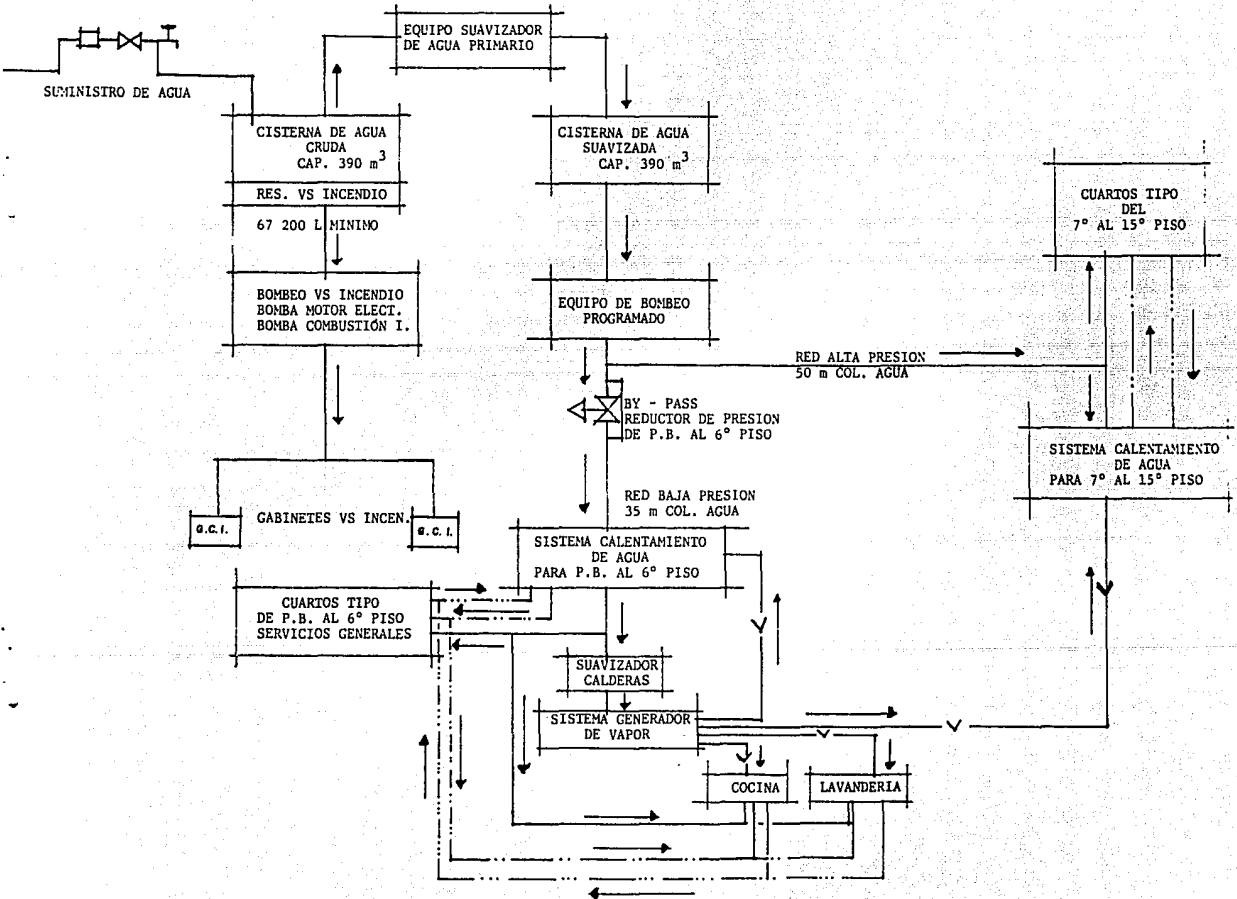 EQUIPO SUAVIZADOR
DE AGUA PRIMARIO
SUMINISTRO DE AGUA
CISTERNA DE AGUA
CRUDA
CAP. 390 m³
RES. VS INCENDIO
67 200 L MINIMO
CISTERNA DE AGUA
SUAVIZADA
CAP. 390 m³
CUARTOS TIPO
DEL
7° AL 15° PISO
BOMBEO VS INCENDIO
BOMBA MOTOR ELECT.
BOMBA COMBUSTIÓN I.
EQUIPO DE BOMBEO
PROGRAMADO
RED ALTA PRESION
50 m COL. AGUA
BY - PASS
REDUCTOR DE PRESION
DE P.B. AL 6° PISO
SISTEMA CALENTAMIENTO
DE AGUA
PARA 7° AL 15° PISO
RED BAJA PRESION
35 m COL. AGUA
G.C.I.
GABINETES VS INCEN.
G.C.I.
SISTEMA CALENTAMIENTO
DE AGUA
PARA P.B. AL 6° PISO
CUARTOS TIPO
DE P.B. AL 6° PISO
SERVICIOS GENERALES
V
V
SUAVIZADOR
CALDERAS
SISTEMA GENERADOR
DE VAPOR
V
V
V
COCINA
LAVANDERIA